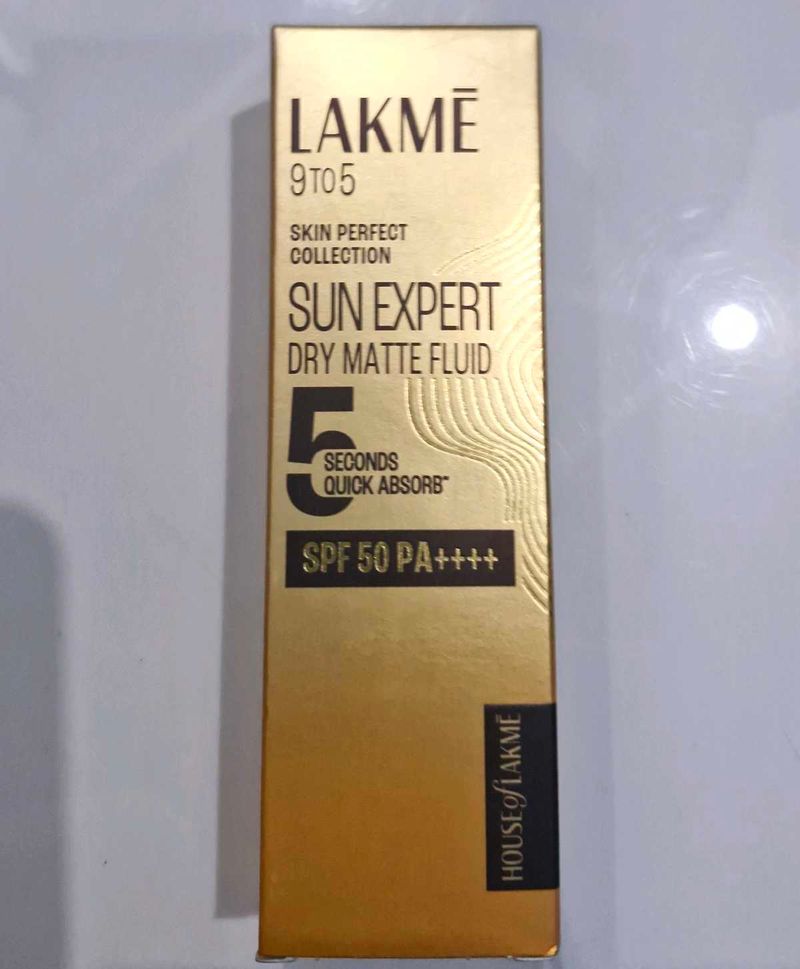 LAKMĒ
9TO5
SKIN PERFECT
COLLECTION
SUN EXPERT
DRY MATTE FLUID
5
SECONDS
QUICK ABSORB™
SPF 50 PA++++
HOUSE of LAKMĒ